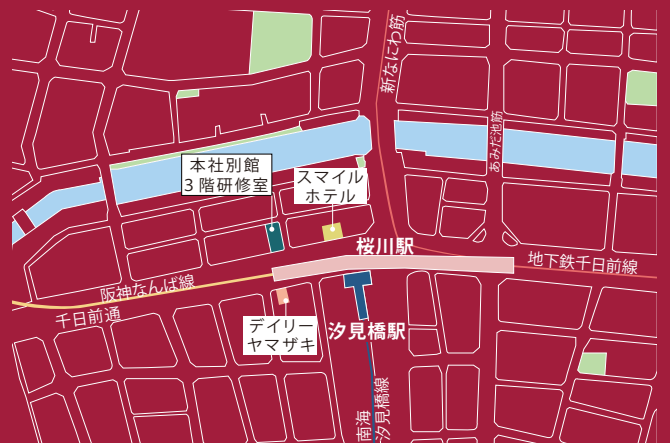 新なにわ筋
あみだ池筋
本社別館
3階研修室
スマイル
ホテル
桜川駅
地下鉄千日前線
阪神なんば線
千日前通
デイリー
ヤマザキ
汐見橋駅
南海
汐見橋線